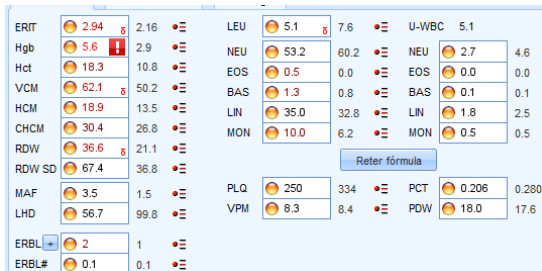 ERIT 2.94 δ 2.16 LEU 5.1 δ 7.6 U-WBC 5.1
Hgb 5.6 ! 2.9 NEU 53.2 60.2 NEU 2.7 4.6
Hct 18.3 10.8 EOS 0.5 0.0 EOS 0.0 0.0
VCM 62.1 δ 50.2 BAS 1.3 0.8 BAS 0.1 0.1
HCM 18.9 13.5 LIN 35.0 32.8 LIN 1.8 2.5
CHCM 30.4 26.8 MON 10.0 6.2 MON 0.5 0.5
RDW 36.6 δ 21.1
Reter fórmula
RDW SD 67.4 36.8
MAF 3.5 1.5 PLQ 250 334 PCT 0.206 0.280
LHD 56.7 99.8 VPM 8.3 8.4 PDW 18.0 17.6
ERBL + 2 1
ERBL# 0.1 0.1